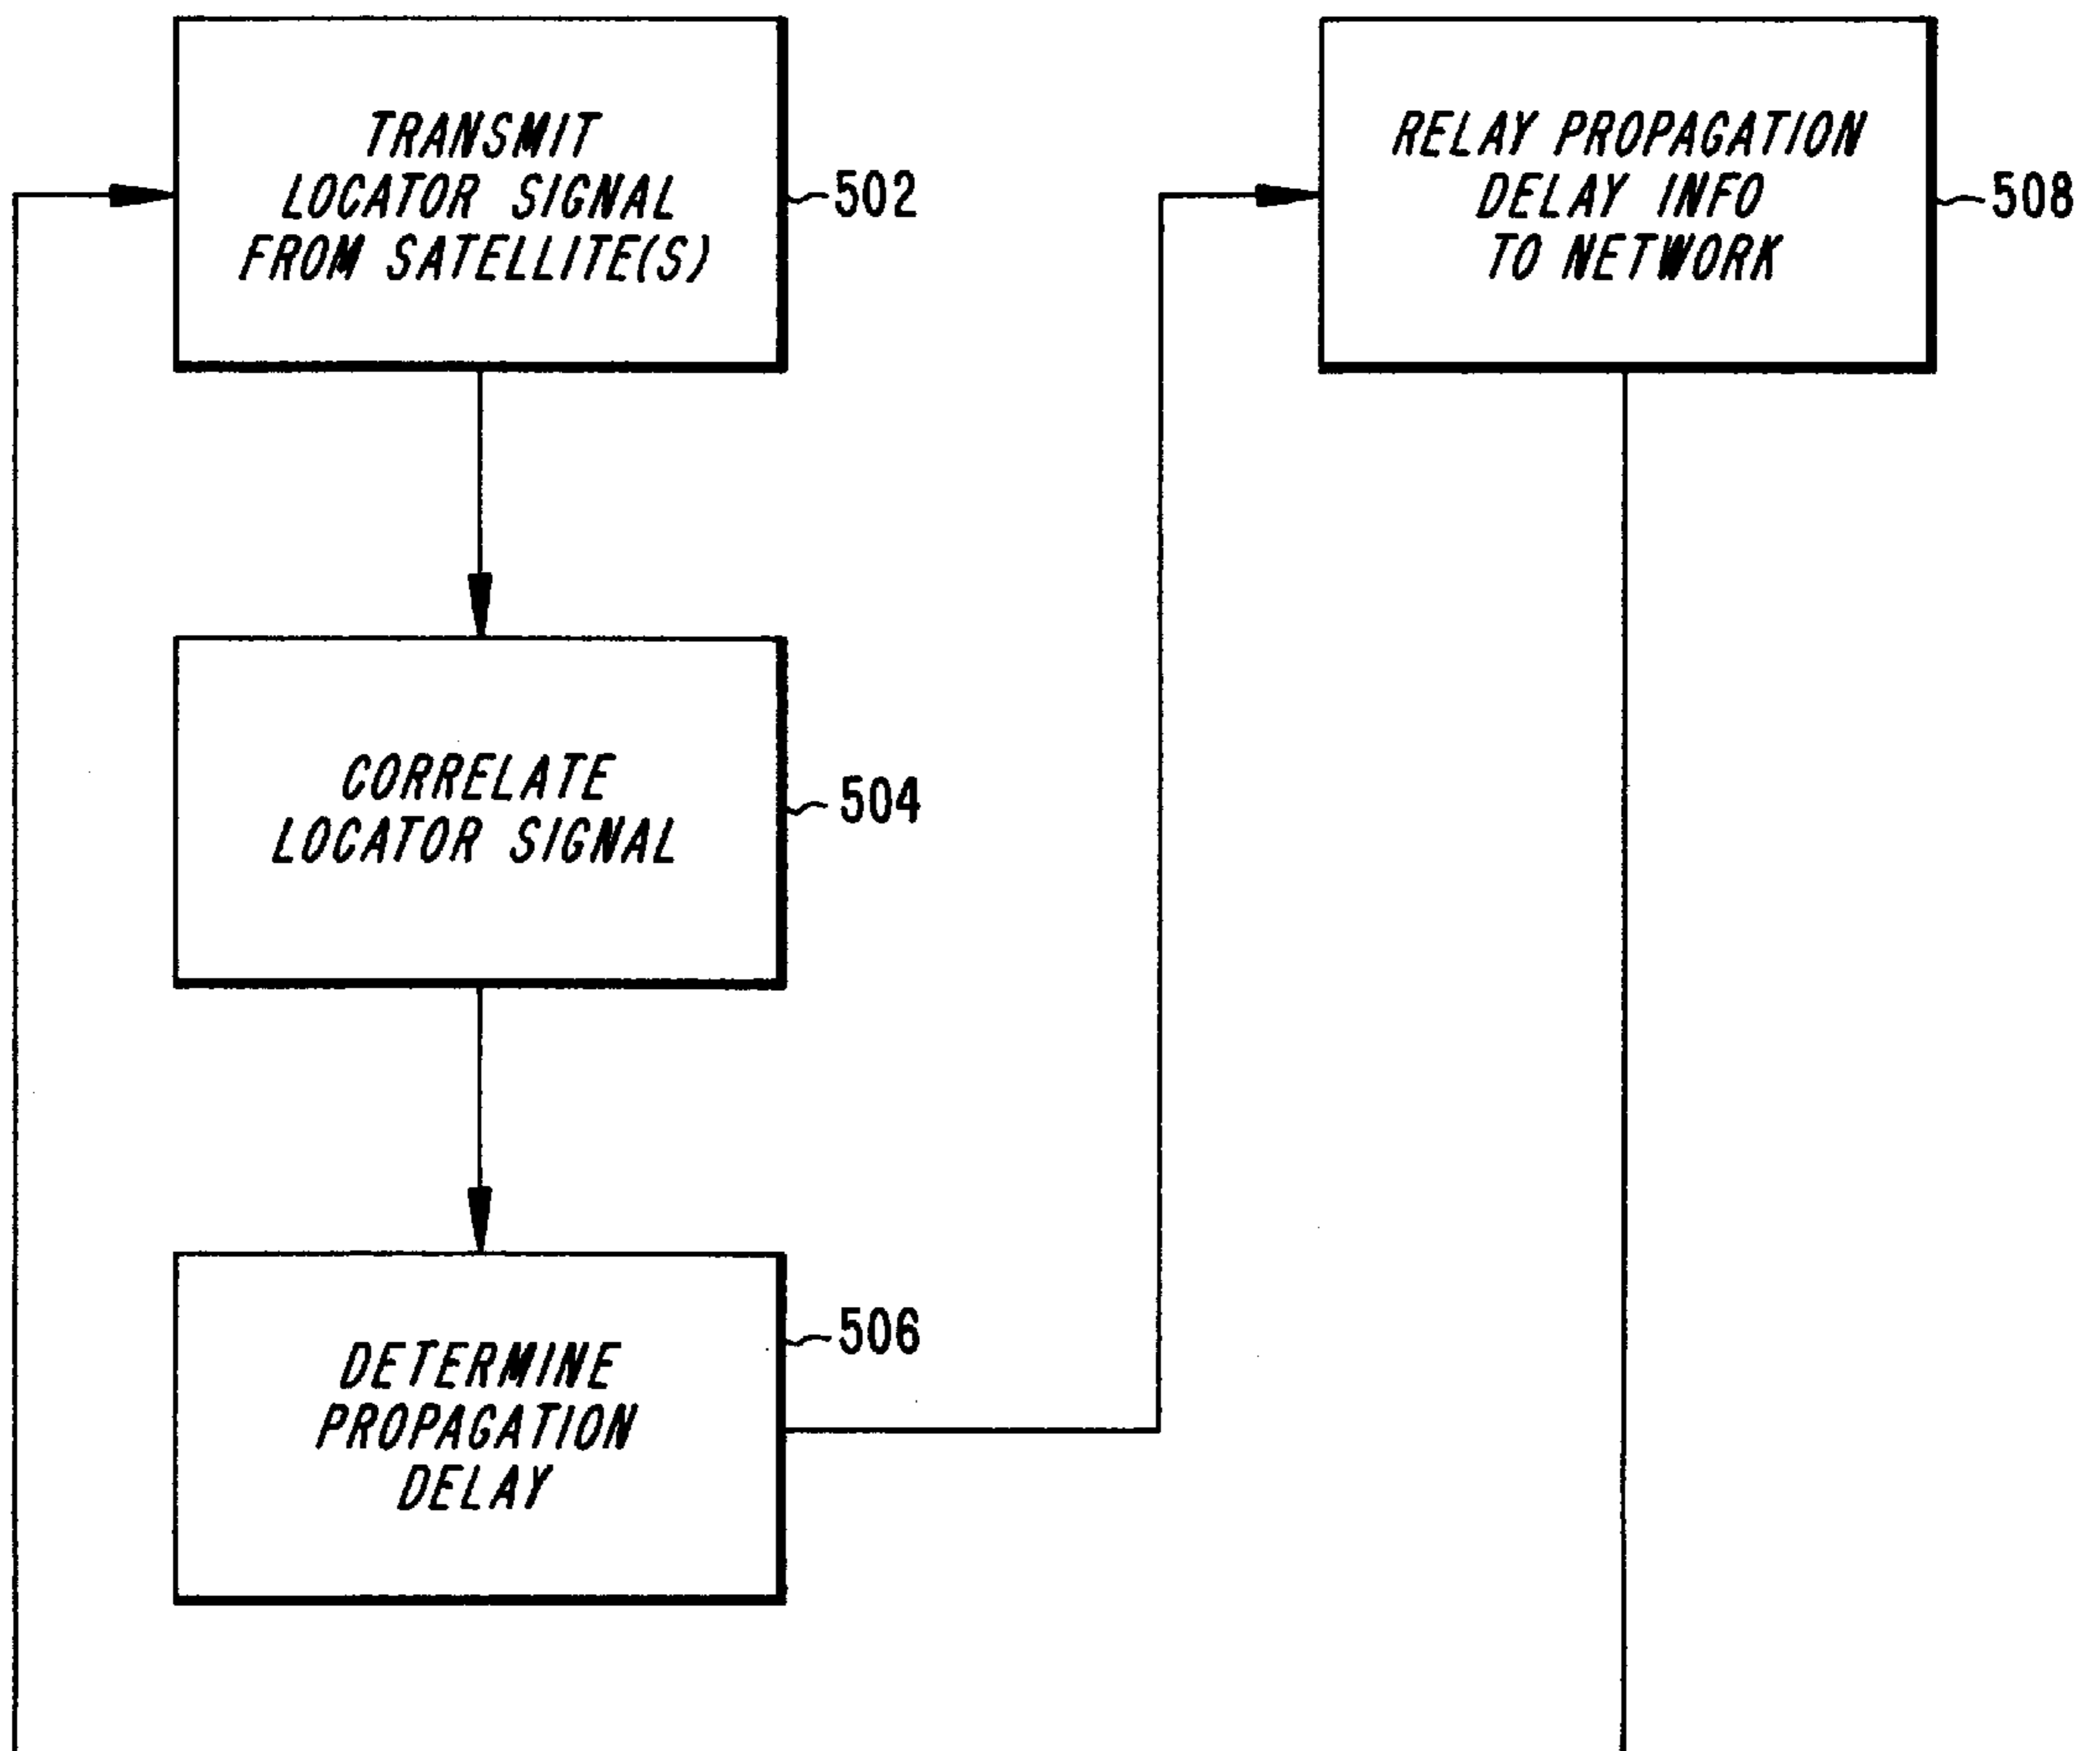 TRANSMIT
LOCATOR SIGNAL
FROM SATELLITE(S)
502
CORRELATE
LOCATOR SIGNAL
504
DETERMINE
PROPAGATION
DELAY
506
RELAY PROPAGATION
DELAY INFO
TO NETWORK
508